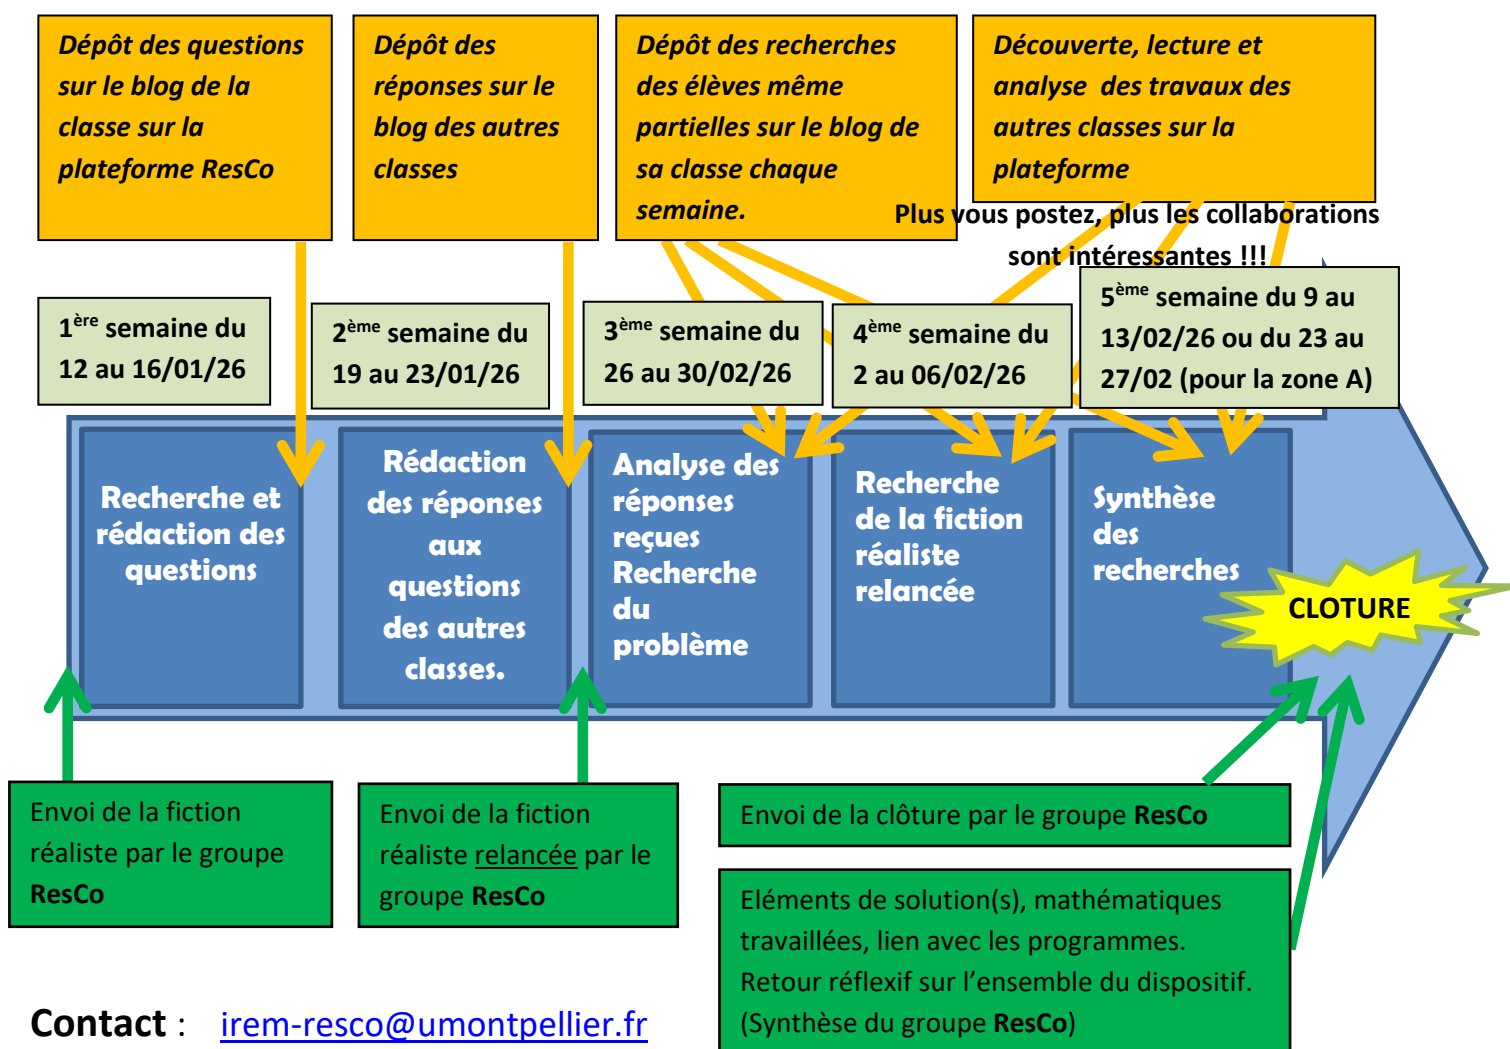 Dépôt des questions
sur le blog de la
classe sur la
plateforme ResCo
Dépôt des
réponses sur le
blog des autres
classes
Dépôt des recherches
des élèves même
partielles sur le blog de
sa classe chaque
semaine.
Découverte, lecture et
analyse des travaux des
autres classes sur la
plateforme
Plus vous postez, plus les collaborations
sont intéressantes !!!
1ère semaine du
12 au 16/01/26
2ème semaine du
19 au 23/01/26
3ème semaine du
26 au 30/02/26
4ème semaine du
2 au 06/02/26
5ème semaine du 9 au
13/02/26 ou du 23 au
27/02 (pour la zone A)
Recherche et
rédaction des
questions
Rédaction
des réponses
aux
questions
des autres
classes.
Analyse des
réponses
reçues
Recherche
du
problème
Recherche
de la fiction
réaliste
relancée
Synthèse
des
recherches
CLOTURE
Envoi de la fiction
réaliste par le groupe
ResCo
Envoi de la fiction
réaliste relancée par le
groupe ResCo
Envoi de la clôture par le groupe ResCo
Eléments de solution(s), mathématiques
travaillées, lien avec les programmes.
Retour réflexif sur l’ensemble du dispositif.
(Synthèse du groupe ResCo)
Contact : irem-resco@umontpellier.fr